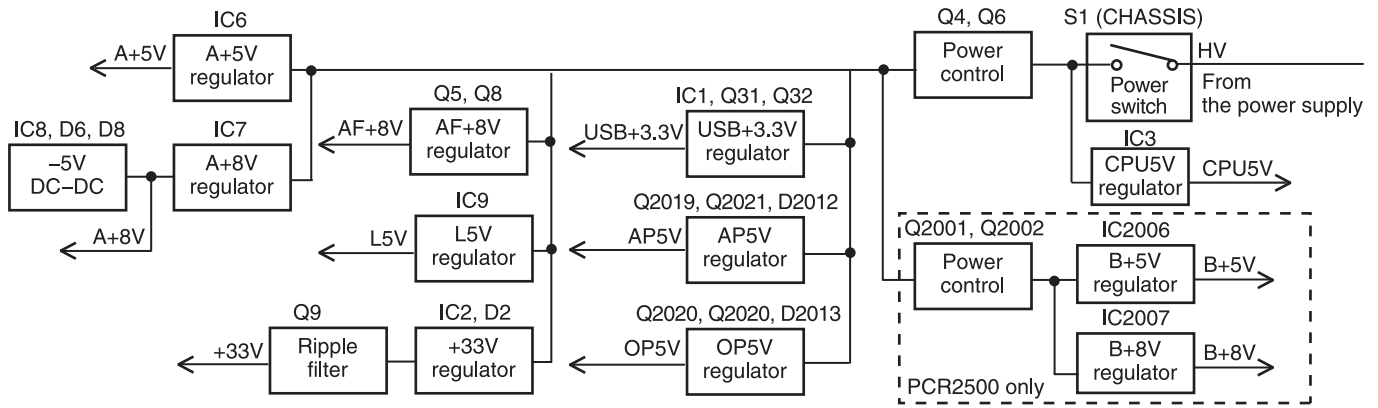 IC6
A+5V
A+5V
regulator
Q4, Q6
Power
control
S1 (CHASSIS)
Power
switch
HV
From
the power supply
IC8, D6, D8
–5V
DC–DC
IC7
A+8V
regulator
A+8V
Q5, Q8
AF+8V
AF+8V
regulator
IC1, Q31, Q32
USB+3.3V
USB+3.3V
regulator
IC3
CPU5V
regulator
CPU5V
IC9
L5V
L5V
regulator
Q2019, Q2021, D2012
AP5V
AP5V
regulator
Q2001, Q2002
Power
control
IC2006
B+5V
regulator
B+5V
Q9
+33V
Ripple
filter
IC2, D2
+33V
regulator
Q2020, Q2020, D2013
OP5V
OP5V
regulator
IC2007
B+8V
regulator
B+8V
PCR2500 only